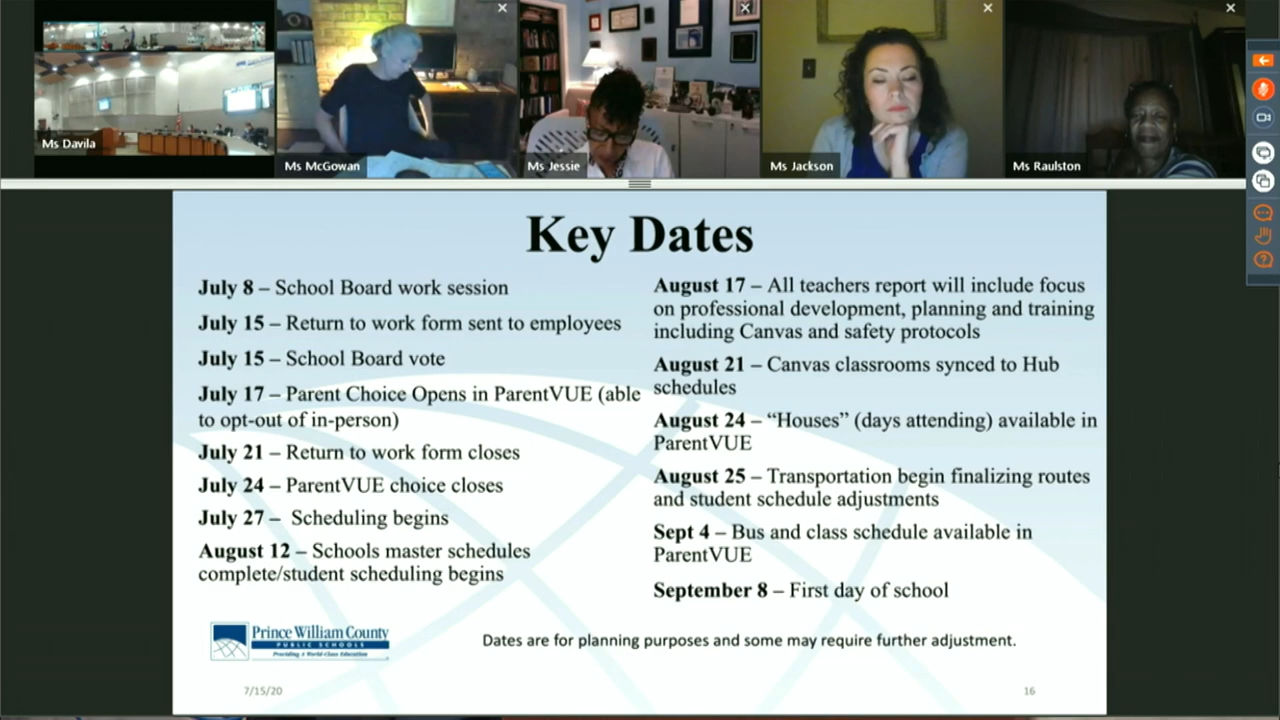 Ms Davila
Ms McGowan
Ms Jessie
Ms Jackson
Ms Raulston
Key Dates
July 8 – School Board work session
July 15 – Return to work form sent to employees
July 15 – School Board vote
July 17 – Parent Choice Opens in ParentVUE (able
to opt-out of in-person)
July 21 – Return to work form closes
July 24 – ParentVUE choice closes
July 27 – Scheduling begins
August 12 – Schools master schedules
complete/student scheduling begins
August 17 – All teachers report will include focus
on professional development, planning and training
including Canvas and safety protocols
August 21 – Canvas classrooms synced to Hub
schedules
August 24 – “Houses” (days attending) available in
ParentVUE
August 25 – Transportation begin finalizing routes
and student schedule adjustments
Sept 4 – Bus and class schedule available in
ParentVUE
September 8 – First day of school
Prince William County
PUBLIC SCHOOLS
Providing A World-Class Education
Dates are for planning purposes and some may require further adjustment.
7/15/20
16